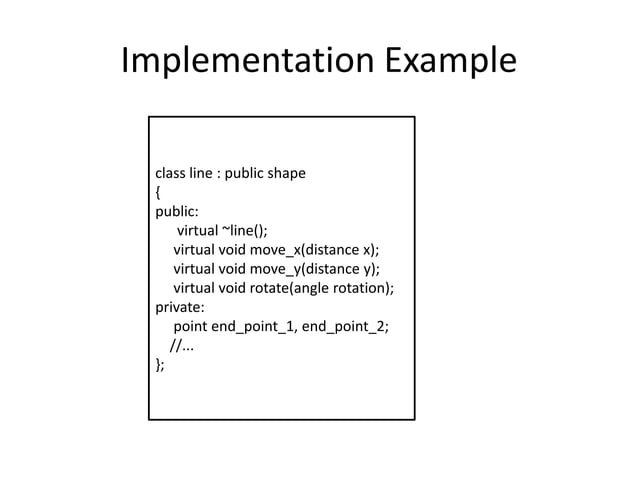 Implementation Example
class line : public shape
{
public:
virtual ~line();
virtual void move_x(distance x);
virtual void move_y(distance y);
virtual void rotate(angle rotation);
private:
point end_point_1, end_point_2;
//...
};